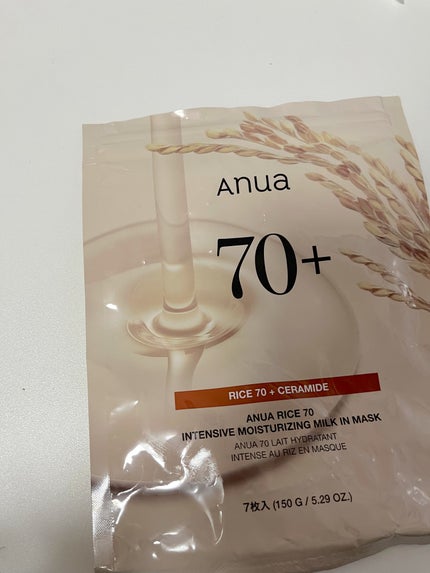 Anua
70+
RICE 70 + CERAMIDE
ANUA RICE 70
INTENSIVE MOISTURIZING MILK IN MASK
ANUA 70 LAIT HYDRATANT
INTENSE AU RIZ EN MASQUE
7枚入 (150 G / 5.29 OZ.)